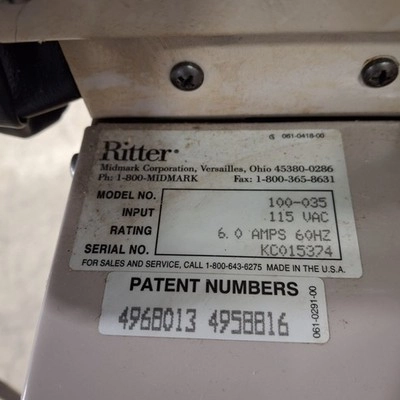 © 061-0418-00
Ritter
Midmark Corporation, Versailles, Ohio 45380-0286
Ph: 1-800-MIDMARK Fax: 1-800-365-8631
MODEL NO. 100-035
INPUT 115 VAC
RATING 6.0 AMPS 60HZ
SERIAL NO. KC015374
FOR SALES AND SERVICE, CALL 1-800-643-6275 MADE IN THE U.S.A.
PATENT NUMBERS
4968013 4958816
061-0291-00